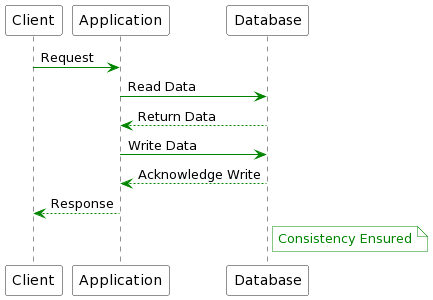 Client Application Database
Request
Read Data
Return Data
Write Data
Acknowledge Write
Response
Consistency Ensured
Client Application Database